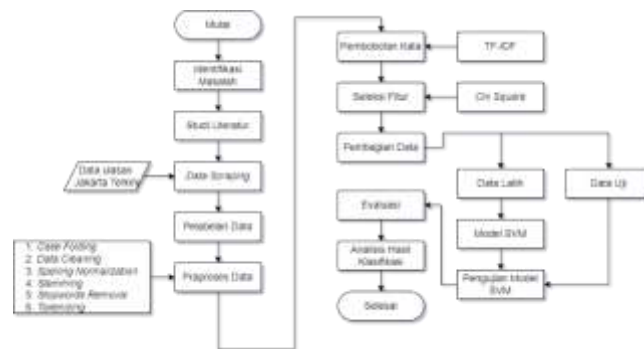 Mulai
Identifikasi
Masalah
Studi Literatur
Data ulasan
Jakarta Terkini
Data Scraping
Pelabelan Data
1. Case Folding
2. Data Cleaning
3. Spelling Normalization
4. Stemming
5. Stopwords Removal
6. Tokenizing
Praproses Data
Pembobotan Kata
TF-IDF
Seleksi Fitur
Chi Square
Pembagian Data
Data Latih
Data Uji
Model SVM
Pengujian Model
SVM
Evaluasi
Analisis Hasil
Klasifikasi
Selesai